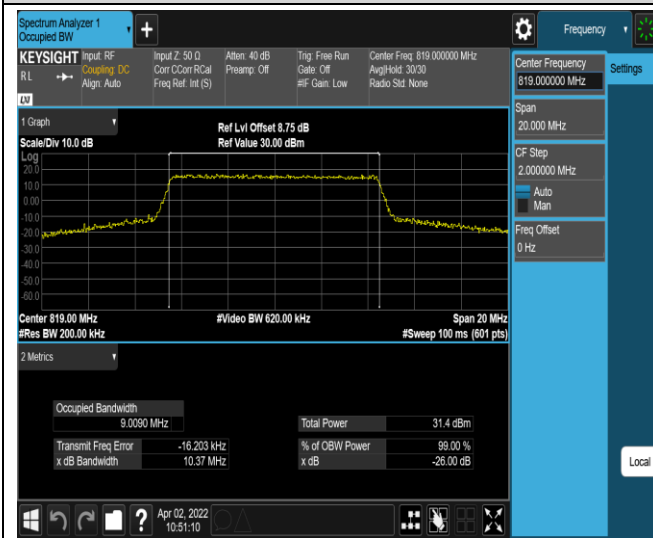 Spectrum Analyzer 1
Occupied BW
Frequency
KEYSIGHT
RL
LXI
Input: RF
Coupling: DC
Align: Auto
Input Z: 50 Ω
Corr CCorr RCal
Freq Ref: Int (S)
Atten: 40 dB
Preamp: Off
Trig: Free Run
Gate: Off
#IF Gain: Low
Center Freq: 819.000000 MHz
Avg|Hold: 30/30
Radio Std: None
Center Frequency
819.000000 MHz
Settings
Span
20.000 MHz
CF Step
2.000000 MHz
Auto
Man
Freq Offset
0 Hz
1 Graph
Scale/Div 10.0 dB
Ref Lvl Offset 8.75 dB
Ref Value 30.00 dBm
Log
20.0
10.0
0.00
-10.0
-20.0
-30.0
-40.0
-50.0
-60.0
Center 819.00 MHz
#Res BW 200.00 kHz
#Video BW 620.00 kHz
Span 20 MHz
#Sweep 100 ms (601 pts)
2 Metrics
Occupied Bandwidth
9.0090 MHz
Total Power 31.4 dBm
Transmit Freq Error -16.203 kHz
% of OBW Power 99.00 %
x dB Bandwidth 10.37 MHz
x dB -26.00 dB
Local
?
Apr 02, 2022
10:51:10